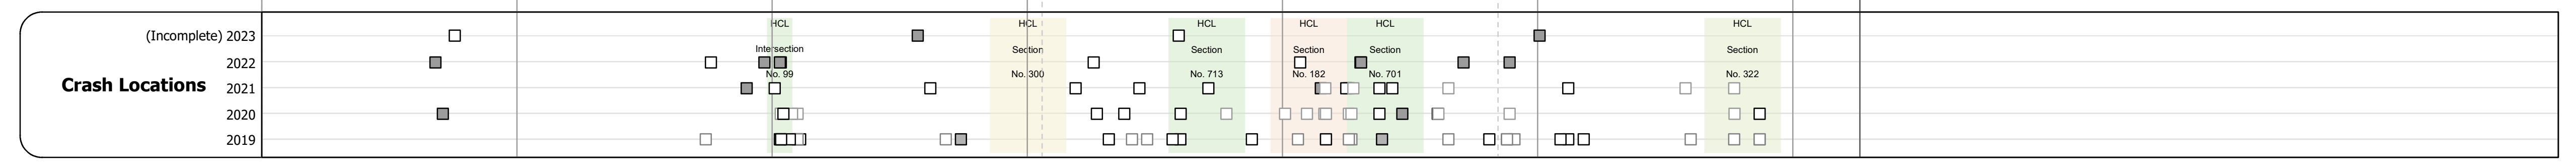 HCL HCL HCL HCL HCL HCL
(Incomplete) 2023
Intersection Section Section Section Section Section
2022
No. 99 No. 300 No. 713 No. 182 No. 701 No. 322
Crash Locations
2021
2020
2019